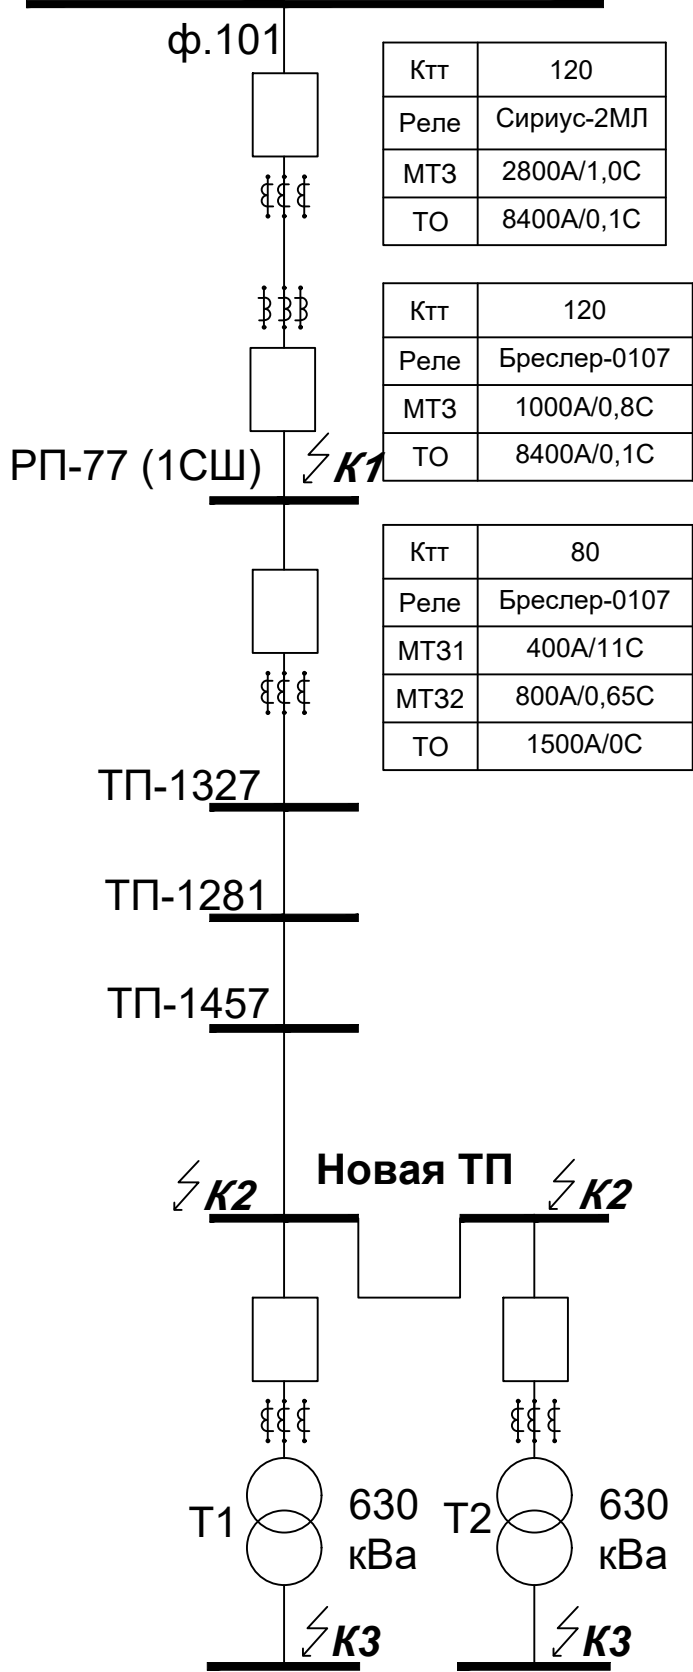 ф.101
Ктт 120
Реле Сириус-2МЛ
МТЗ 2800А/1,0С
ТО 8400А/0,1С
Ктт 120
Реле Бреслер-0107
МТЗ 1000А/0,8С
ТО 8400А/0,1С
РП-77 (1СШ)
К1
Ктт 80
Реле Бреслер-0107
МТЗ1 400А/11С
МТЗ2 800А/0,65С
ТО 1500А/0С
ТП-1327
ТП-1281
ТП-1457
Новая ТП
К2
К2
Т1
630
кВа
Т2
630
кВа
К3
К3